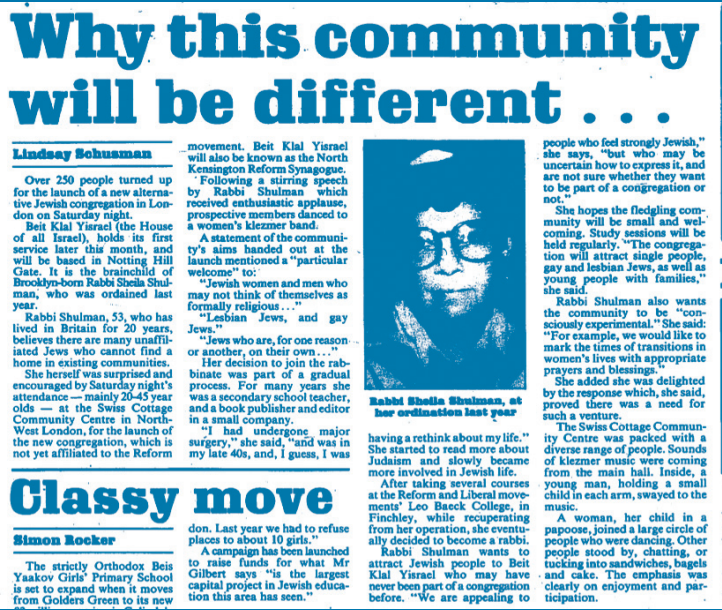 Why this community
will be different . . .
Lindsay Schusman
Over 250 people turned up
for the launch of a new alterna-
tive Jewish congregation in Lon-
don on Saturday night.
Beit Klal Yisrael (the House
of all Israel), holds its first
service later this month, and
will be based in Notting Hill
Gate. It is the brainchild of
Brooklyn-born Rabbi Sheila Shul-
man, who was ordained last
year.
Rabbi Shulman, 53, who has
lived in Britain for 20 years,
believes there are many unaffil-
iated Jews who cannot find a
home in existing communities.
She herself was surprised and
encouraged by Saturday night's
attendance — mainly 20-45 year
olds — at the Swiss Cottage
Community Centre in North-
West London, for the launch of
the new congregation, which is
not yet affiliated to the Reform
movement. Beit Klal Yisrael
will also be known as the North
Kensington Reform Synagogue.
Following a stirring speech
by Rabbi Shulman which
received enthusiastic applause,
prospective members danced to
a women's klezmer band.
A statement of the communi-
ty's aims handed out at the
launch mentioned a "particular
welcome" to:
"Jewish women and men who
may not think of themselves as
formally religious . . ."
"Lesbian Jews, and gay
Jews."
"Jews who are, for one reason
or another, on their own . . ."
Her decision to join the rab-
binate was part of a gradual
process. For many years she
was a secondary school teacher,
and a book publisher and editor
in a small company.
"I had undergone major
surgery," she said, "and was in
my late 40s, and, I guess, I was
Rabbi Sheila Shulman, at
her ordination last year
having a rethink about my life."
She started to read more about
Judaism and slowly became
more involved in Jewish life.
After taking several courses
at the Reform and Liberal move-
ments' Leo Baeck College, in
Finchley, while recuperating
from her operation, she eventu-
ally decided to become a rabbi.
Rabbi Shulman wants to
attract Jewish people to Beit
Klal Yisrael who may have
never been part of a congregation
before. "We are appealing to
people who feel strongly Jewish,"
she says, "but who may be
uncertain how to express it, and
are not sure whether they want
to be part of a congregation or
not."
She hopes the fledgling com-
munity will be small and wel-
coming. Study sessions will be
held regularly. "The congrega-
tion will attract single people,
gay and lesbian Jews, as well as
young people with families,"
she said.
Rabbi Shulman also wants
the community to be "con-
sciously experimental." She said:
"For example, we would like to
mark the times of transitions in
women's lives with appropriate
prayers and blessings."
She added she was delighted
by the response which, she said,
proved there was a need for
such a venture.
The Swiss Cottage Commun-
ity Centre was packed with a
diverse range of people. Sounds
of klezmer music were coming
from the main hall. Inside, a
young man, holding a small
child in each arm, swayed to the
music.
A woman, her child in a
papoose, joined a large circle of
people who were dancing. Other
people stood by, chatting, or
tucking into sandwiches, bagels
and cake. The emphasis was
clearly on enjoyment and par-
ticipation.
Classy move
Simon Rocker
The strictly Orthodox Beis
Yaakov Girls' Primary School
is set to expand when it moves
from Golders Green to its new
don. Last year we had to refuse
places to about 10 girls."
A campaign has been launched
to raise funds for what Mr
Gilbert says "is the largest
capital project in Jewish educa-
tion this area has seen."